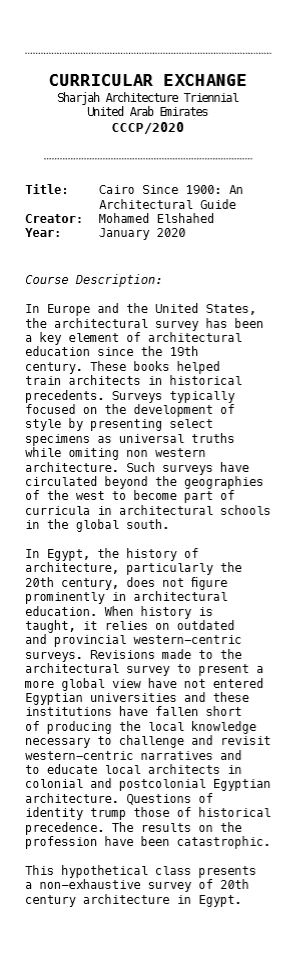 CURRICULAR EXCHANGE
Sharjah Architecture Triennial
United Arab Emirates
CCCP/2020
Title: Cairo Since 1900: An
Architectural Guide
Creator: Mohamed Elshahed
Year: January 2020
Course Description:
In Europe and the United States,
the architectural survey has been
a key element of architectural
education since the 19th
century. These books helped
train architects in historical
precedents. Surveys typically
focused on the development of
style by presenting select
specimens as universal truths
while omiting non western
architecture. Such surveys have
circulated beyond the geographies
of the west to become part of
curricula in architectural schools
in the global south.
In Egypt, the history of
architecture, particularly the
20th century, does not figure
prominently in architectural
education. When history is
taught, it relies on outdated
and provincial western–centric
surveys. Revisions made to the
architectural survey to present a
more global view have not entered
Egyptian universities and these
institutions have fallen short
of producing the local knowledge
necessary to challenge and revisit
western–centric narratives and
to educate local architects in
colonial and postcolonial Egyptian
architecture. Questions of
identity trump those of historical
precedence. The results on the
profession have been catastrophic.
This hypothetical class presents
a non–exhaustive survey of 20th
century architecture in Egypt.